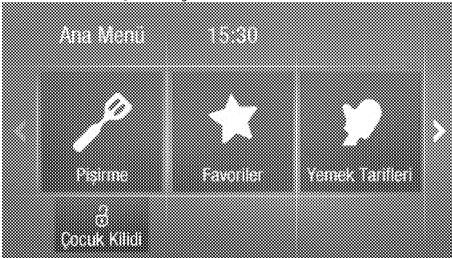 Ana Menü 15:30
Pişirme Favoriler Yemek Tarifleri
Çocuk Kilidi